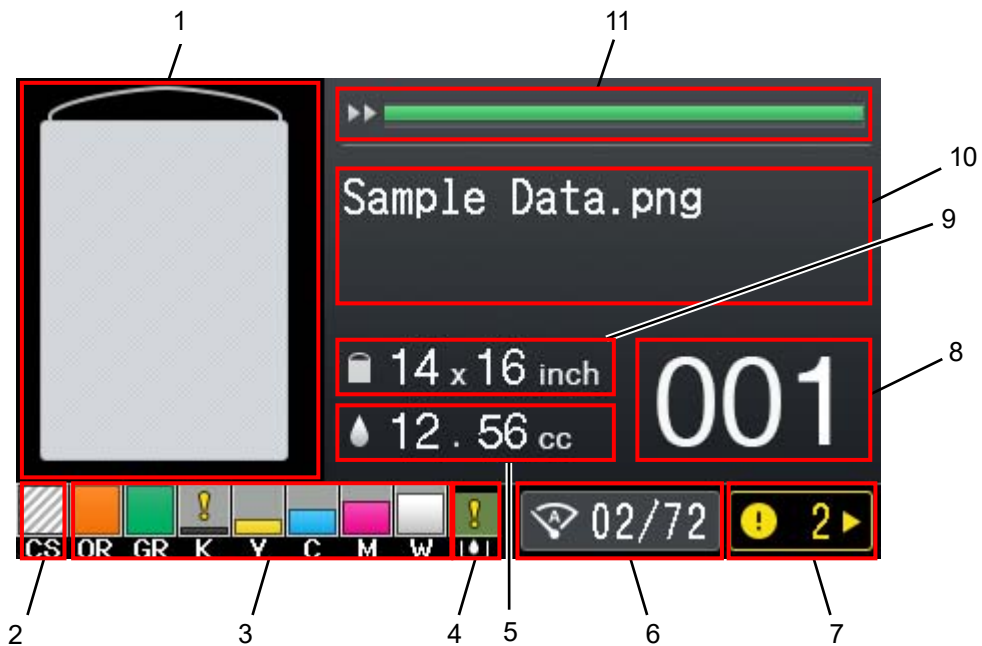 1 11
10
Sample Data.png
9
14 x 16 inch
8
001
12 . 56 cc
A 02/72
! 2
! !
CS OR GR K Y C M W
2 3 4 5 6 7